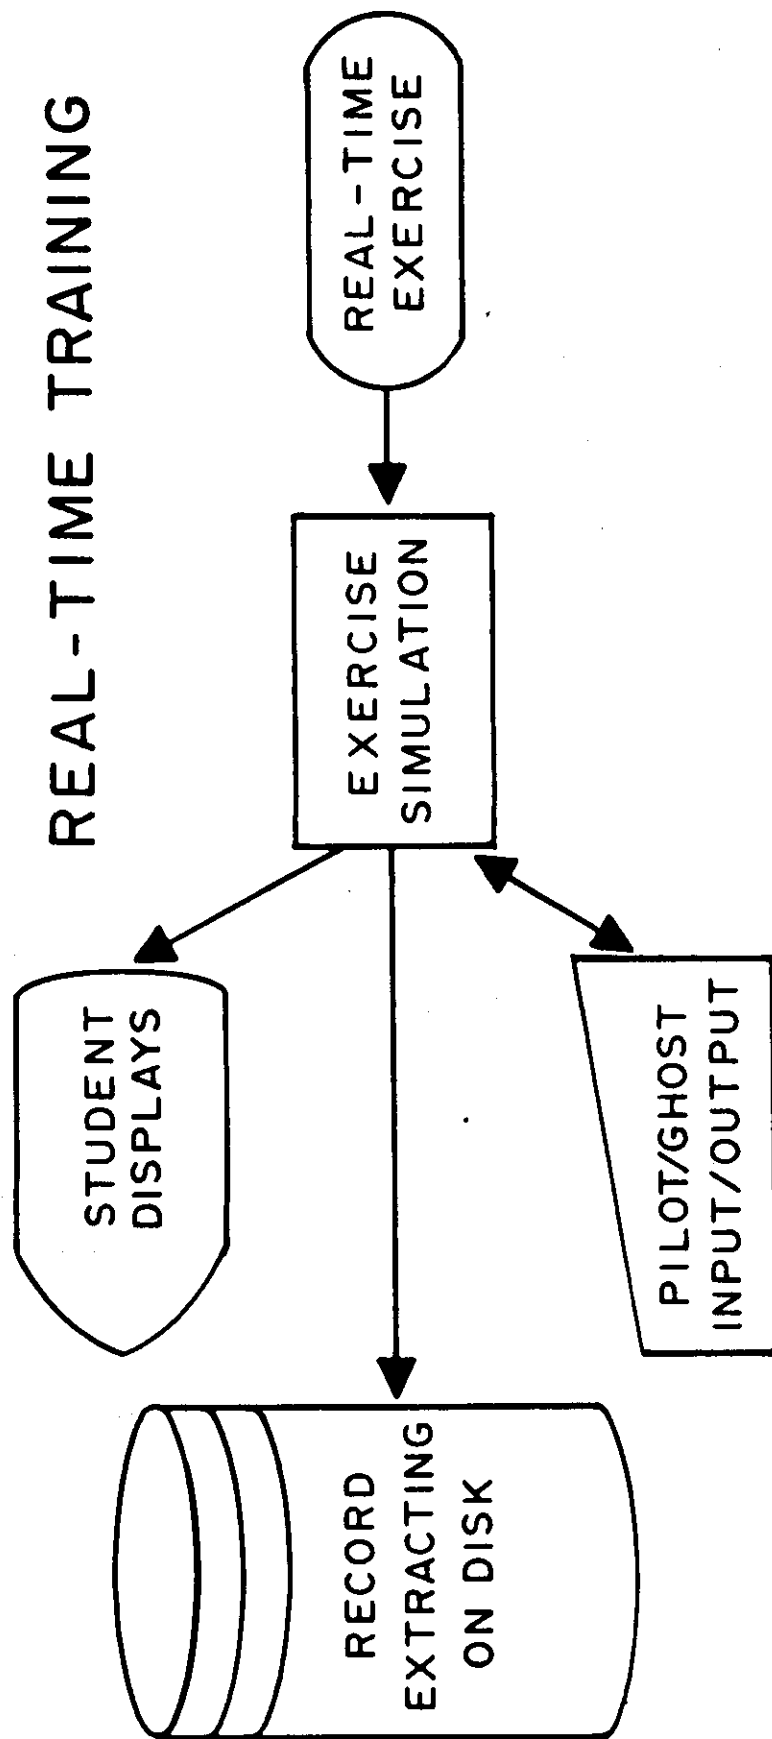 REAL-TIME TRAINING
STUDENT
DISPLAYS
RECORD
EXTRACTING
ON DISK
EXERCISE
SIMULATION
REAL-TIME
EXERCISE
PILOT/GHOST
INPUT/OUTPUT